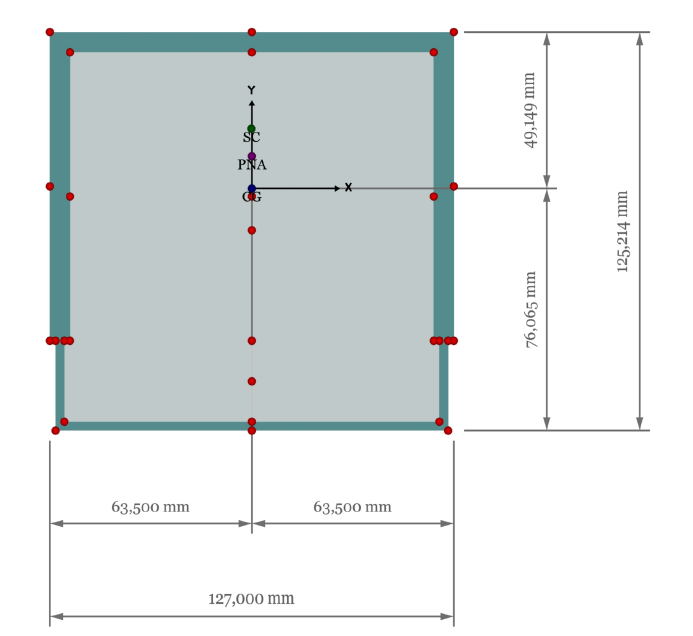 Y
SC
PNA
X
CG
49,149 mm
125,214 mm
76,065 mm
63,500 mm
63,500 mm
127,000 mm